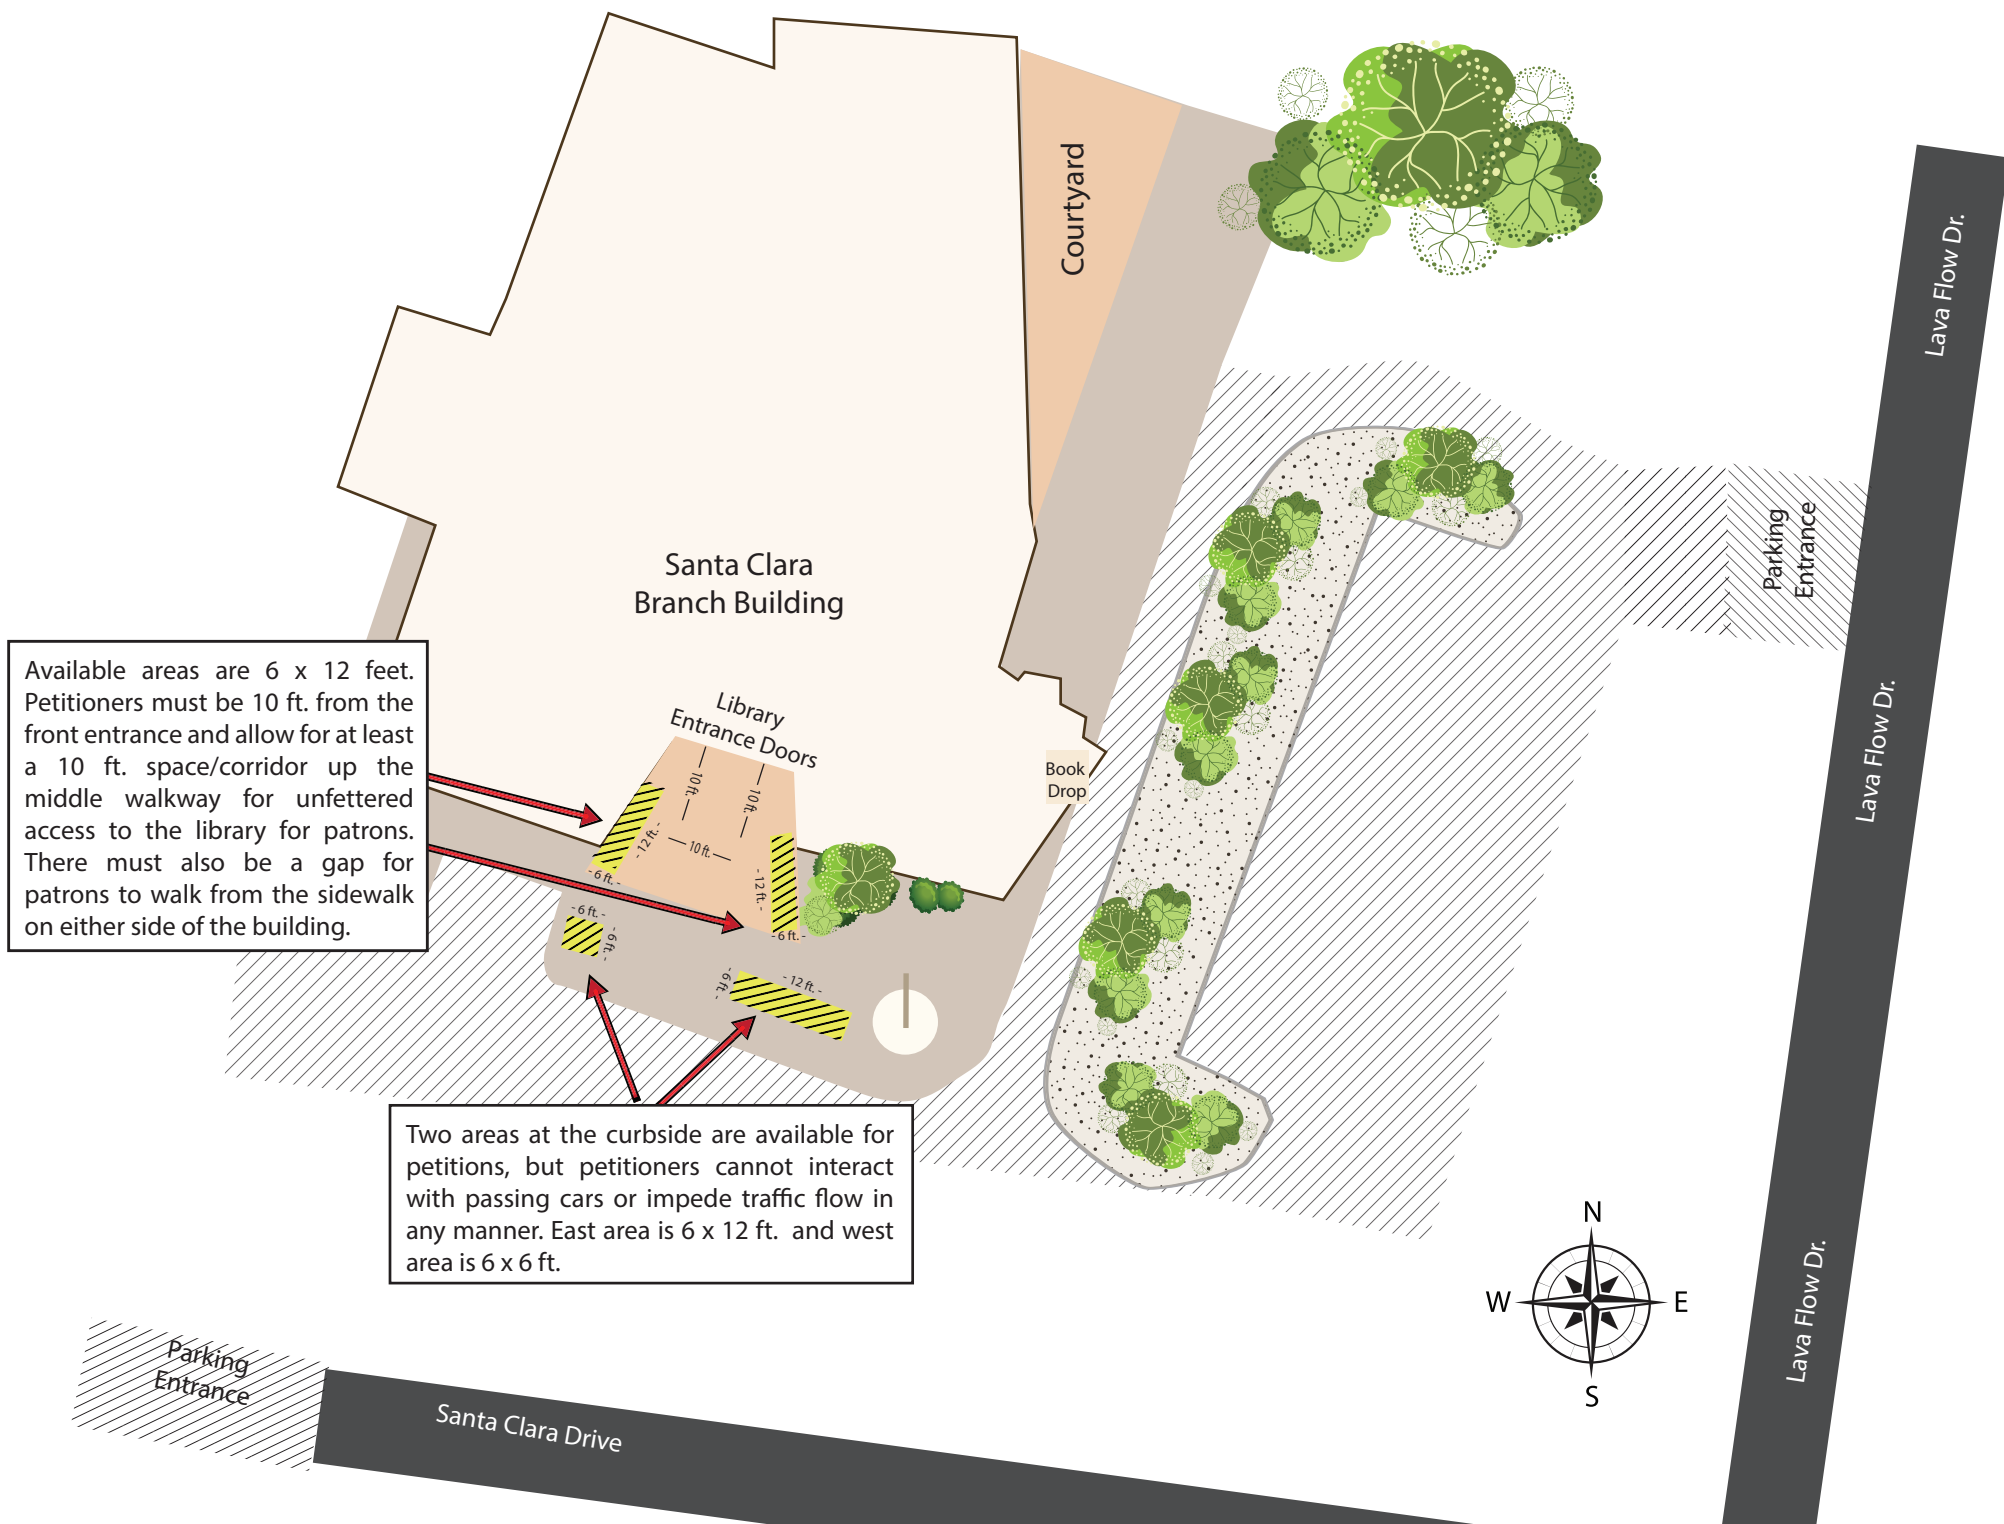 Courtyard
Lava Flow Dr.
Parking
Entrance
Santa Clara
Branch Building
Available areas are 6 x 12 feet.
Petitioners must be 10 ft. from the
front entrance and allow for at least
a 10 ft. space/corridor up the
middle walkway for unfettered
access to the library for patrons.
There must also be a gap for
patrons to walk from the sidewalk
on either side of the building.
Library
Entrance Doors
10 ft.
10 ft.
10 ft.
- 12 ft. -
- 6 ft. -
- 12 ft. -
- 6 ft. -
Book
Drop
Lava Flow Dr.
- 6 ft. -
- 6 ft. -
- 6 ft. -
- 12 ft. -
Two areas at the curbside are available for
petitions, but petitioners cannot interact
with passing cars or impede traffic flow in
any manner. East area is 6 x 12 ft. and west
area is 6 x 6 ft.
N
W
E
S
Lava Flow Dr.
Parking
Entrance
Santa Clara Drive